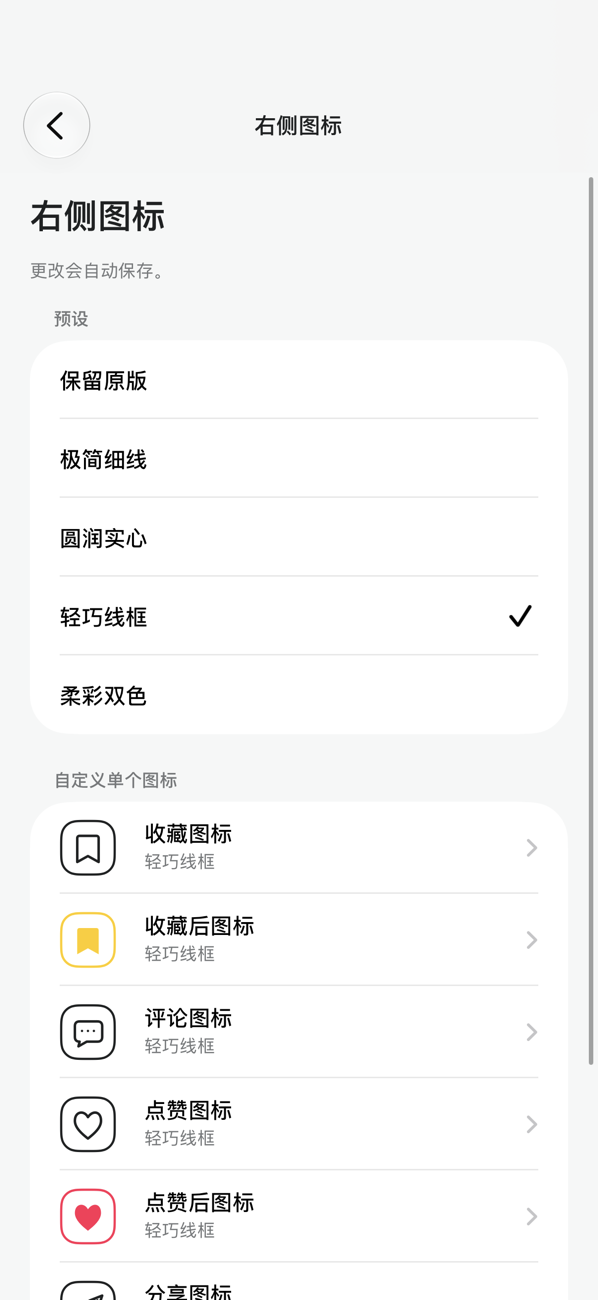 右侧图标
右侧图标
更改会自动保存。
预设
保留原版
极简细线
圆润实心
轻巧线框
柔彩双色
自定义单个图标
收藏图标
轻巧线框
收藏后图标
轻巧线框
评论图标
轻巧线框
点赞图标
轻巧线框
点赞后图标
轻巧线框
分享图标